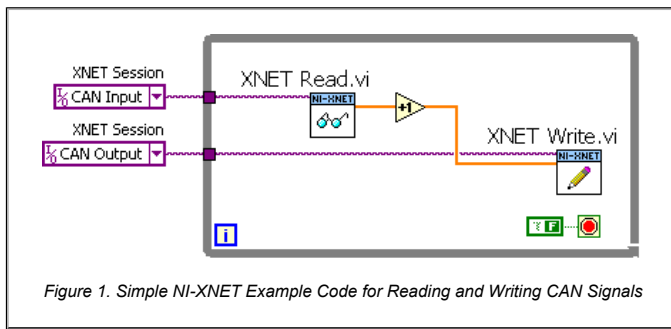 XNET Session
CAN Input
XNET Read.vi
NI-XNET
+1
XNET Session
CAN Output
XNET Write.vi
NI-XNET
i
F
Figure 1. Simple NI-XNET Example Code for Reading and Writing CAN Signals